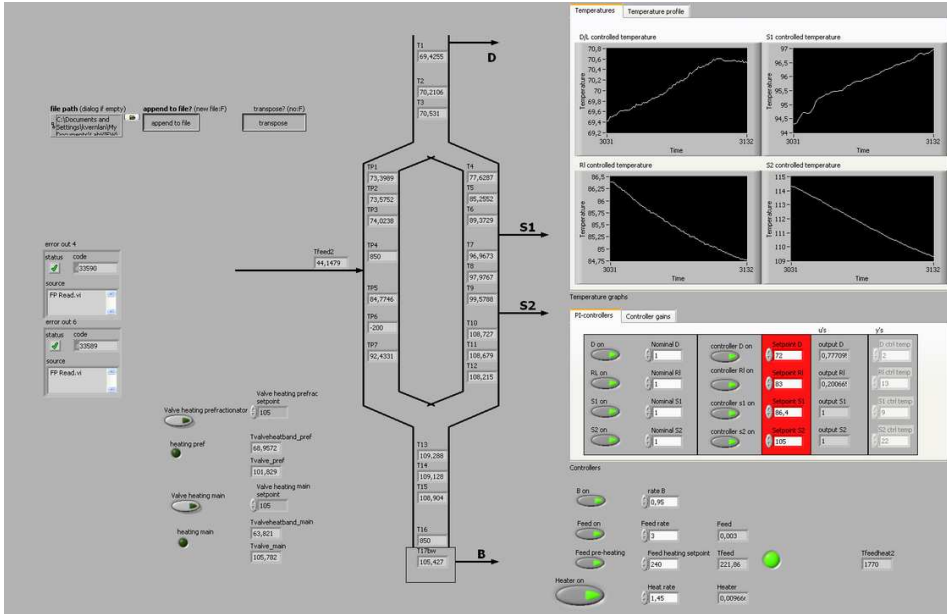 file path (dialog if empty) append to file? (new file:F) transpose? (no:F)
C:\Documents and
Settings\kvernlan\My
append to file
transpose
error out 4
status code
33590
source
FP Read.vi
error out 6
status code
33589
source
FP Read.vi
Valve heating prefrac
setpoint
105
Valve heating prefractionator
heating pref
Tvalveheatband_pref
68,9572
Tvalve_pref
101,829
Valve heating main
setpoint
105
Valve heating main
heating main
Tvalveheatband_main
63,821
Tvalve_main
105,782
T1
69,4255
D
T2
70,2106
T3
70,531
TP1
73,3989
TP2
73,5752
TP3
74,0238
TP4
850
TP5
84,7746
TP6
-200
TP7
92,4331
Tfeed2
44,1479
T4
77,6287
T5
85,2552
T6
89,3729
S1
T7
96,9673
T8
97,9767
T9
99,5788
S2
T10
108,727
T11
108,679
T12
108,215
T13
109,288
T14
109,128
T15
108,904
T16
850
T17bw
105,427
B
Temperatures Temperature profile
D/L controlled temperature
70,8
70,6
70,4
70,2
70
69,8
69,6
69,4
69,2
Temperature
3031 3132
Time
S1 controlled temperature
97
96,5
96
95,5
95
94,5
94
Temperature
3031 3132
Time
Rl controlled temperature
86,5
86,25
86
85,75
85,5
85,25
85
84,75
Temperature
3031 3132
Time
S2 controlled temperature
115
114
113
112
111
110
109
Temperature
3031 3132
Time
Temperature graphs
PI-controllers Controller gains
u's y's
D on Nominal D controller D on Setpoint D output D D ctrl temp
1 72 0,77709 2
RL on Nominal Rl controller Rl on Setpoint Rl output Rl Rl ctrl temp
1 83 0,20665 13
S1 on Nominal S1 controller s1 on Setpoint S1 output S1 S1 ctrl temp
1 86,4 1 9
S2 on Nominal S2 controller s2 on Setpoint S2 output S2 S2 ctrl temp
1 105 1 22
Controllers
B on rate B
0,95
Feed on Feed rate Feed
3 0,003
Feed pre-heating Feed heating setpoint Tfeed Tfeedheat2
240 221,86 1770
Heater on Heat rate Heater
1,45 0,00966